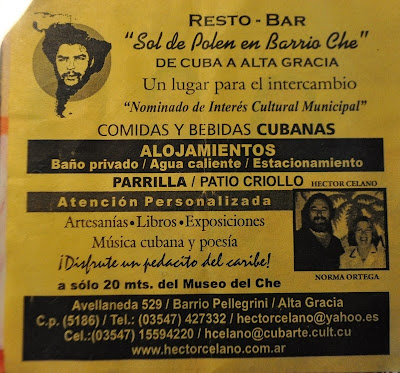 RESTO - BAR
"Sol de Polen en Barrio Che"
DE CUBA A ALTA GRACIA
Un lugar para el intercambio
"Nominado de Interés Cultural Municipal"
COMIDAS Y BEBIDAS CUBANAS
ALOJAMIENTOS
Baño privado / Agua caliente / Estacionamiento
PARRILLA / PATIO CRIOLLO
HECTOR CELANO
Atención Personalizada
Artesanías • Libros • Exposiciones
Música cubana y poesía
¡Disfrute un pedacito del caribe!
NORMA ORTEGA
a sólo 20 mts. del Museo del Che
Avellaneda 529 / Barrio Pellegrini / Alta Gracia
C.p. (5186) / Tel.: (03547) 427332 / hectorcelano@yahoo.es
Cel.:(03547) 15594220 / hcelano@cubarte.cult.cu
www.hectorcelano.com.ar